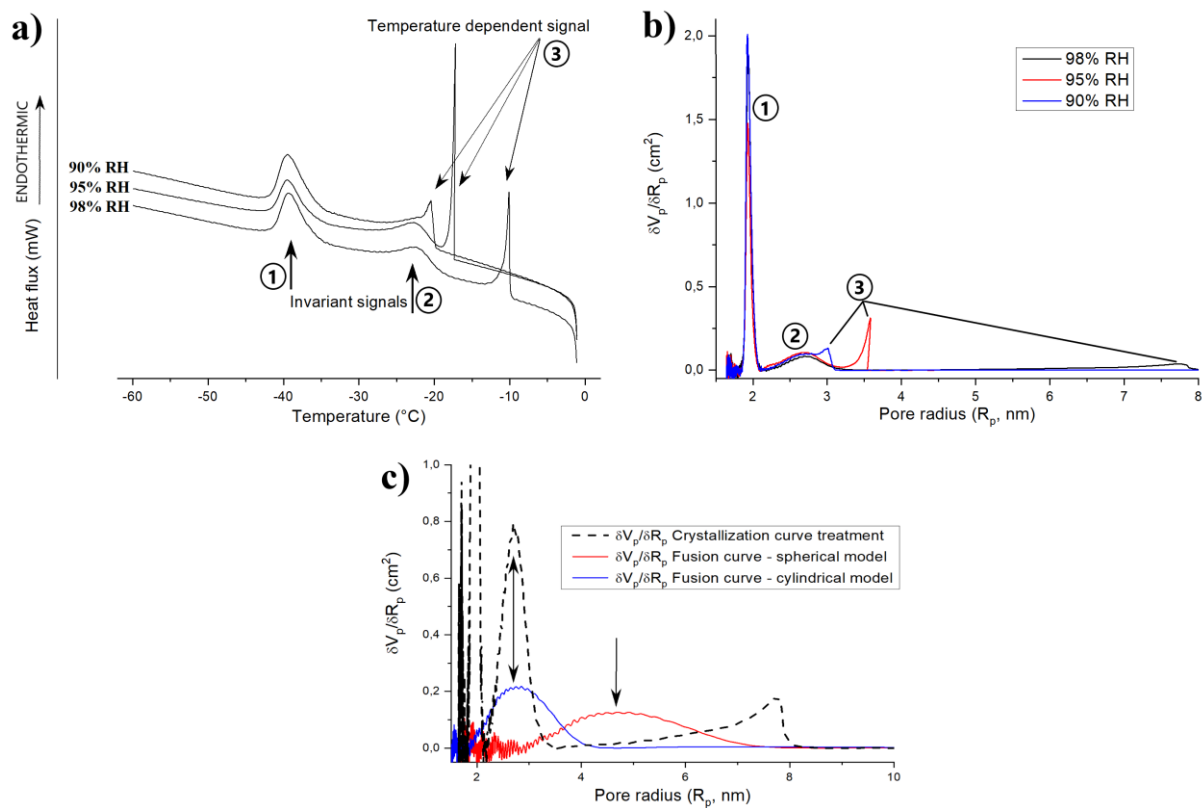 a)
Temperature dependent signal
③
ENDOTHERMIC
Heat flux (mW)
90% RH
95% RH
98% RH
①
Invariant signals
②
-60 -50 -40 -30 -20 -10 0
Temperature (°C)
b)
98% RH
95% RH
90% RH
①
②
③
δVp/δRp (cm²)
2,0
1,5
1,0
0,5
0,0
2 3 4 5 6 7 8
Pore radius (Rp, nm)
c)
δVp/δRp Crystallization curve treatment
δVp/δRp Fusion curve - spherical model
δVp/δRp Fusion curve - cylindrical model
δVp/δRp (cm²)
1,0
0,8
0,6
0,4
0,2
0,0
2 4 6 8 10
Pore radius (Rp, nm)